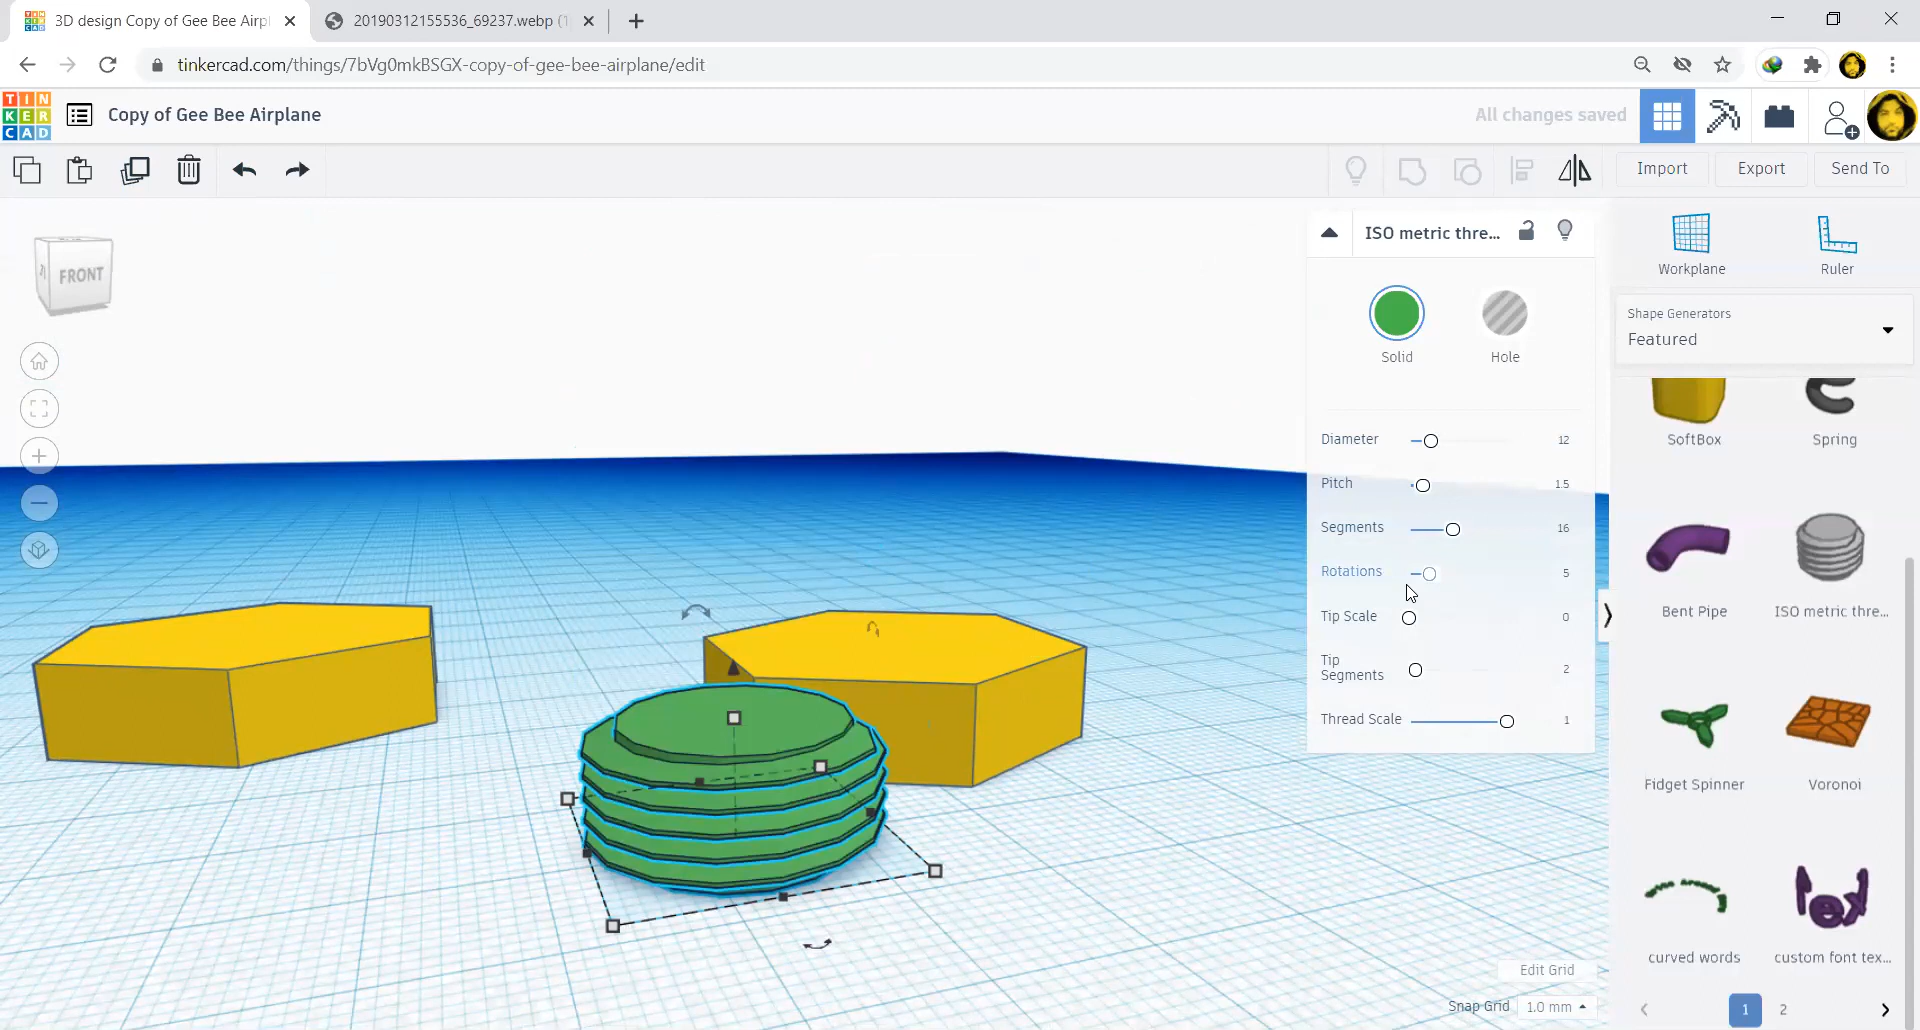 3D design Copy of Gee Bee Airpl
20190312155536_69237.webp (1
tinkercad.com/things/7bVg0mkBSGX-copy-of-gee-bee-airplane/edit
TIN
KER
CAD
Copy of Gee Bee Airplane
All changes saved
Import
Export
Send To
FRONT
ISO metric thre...
Solid
Hole
Diameter 12
Pitch 1.5
Segments 16
Rotations 5
Tip Scale 0
Tip
Segments 2
Thread Scale 1
Workplane
Ruler
Shape Generators
Featured
SoftBox
Spring
Bent Pipe
ISO metric thre...
Fidget Spinner
Voronoi
curved words
custom font tex...
1 2
Edit Grid
Snap Grid 1.0 mm